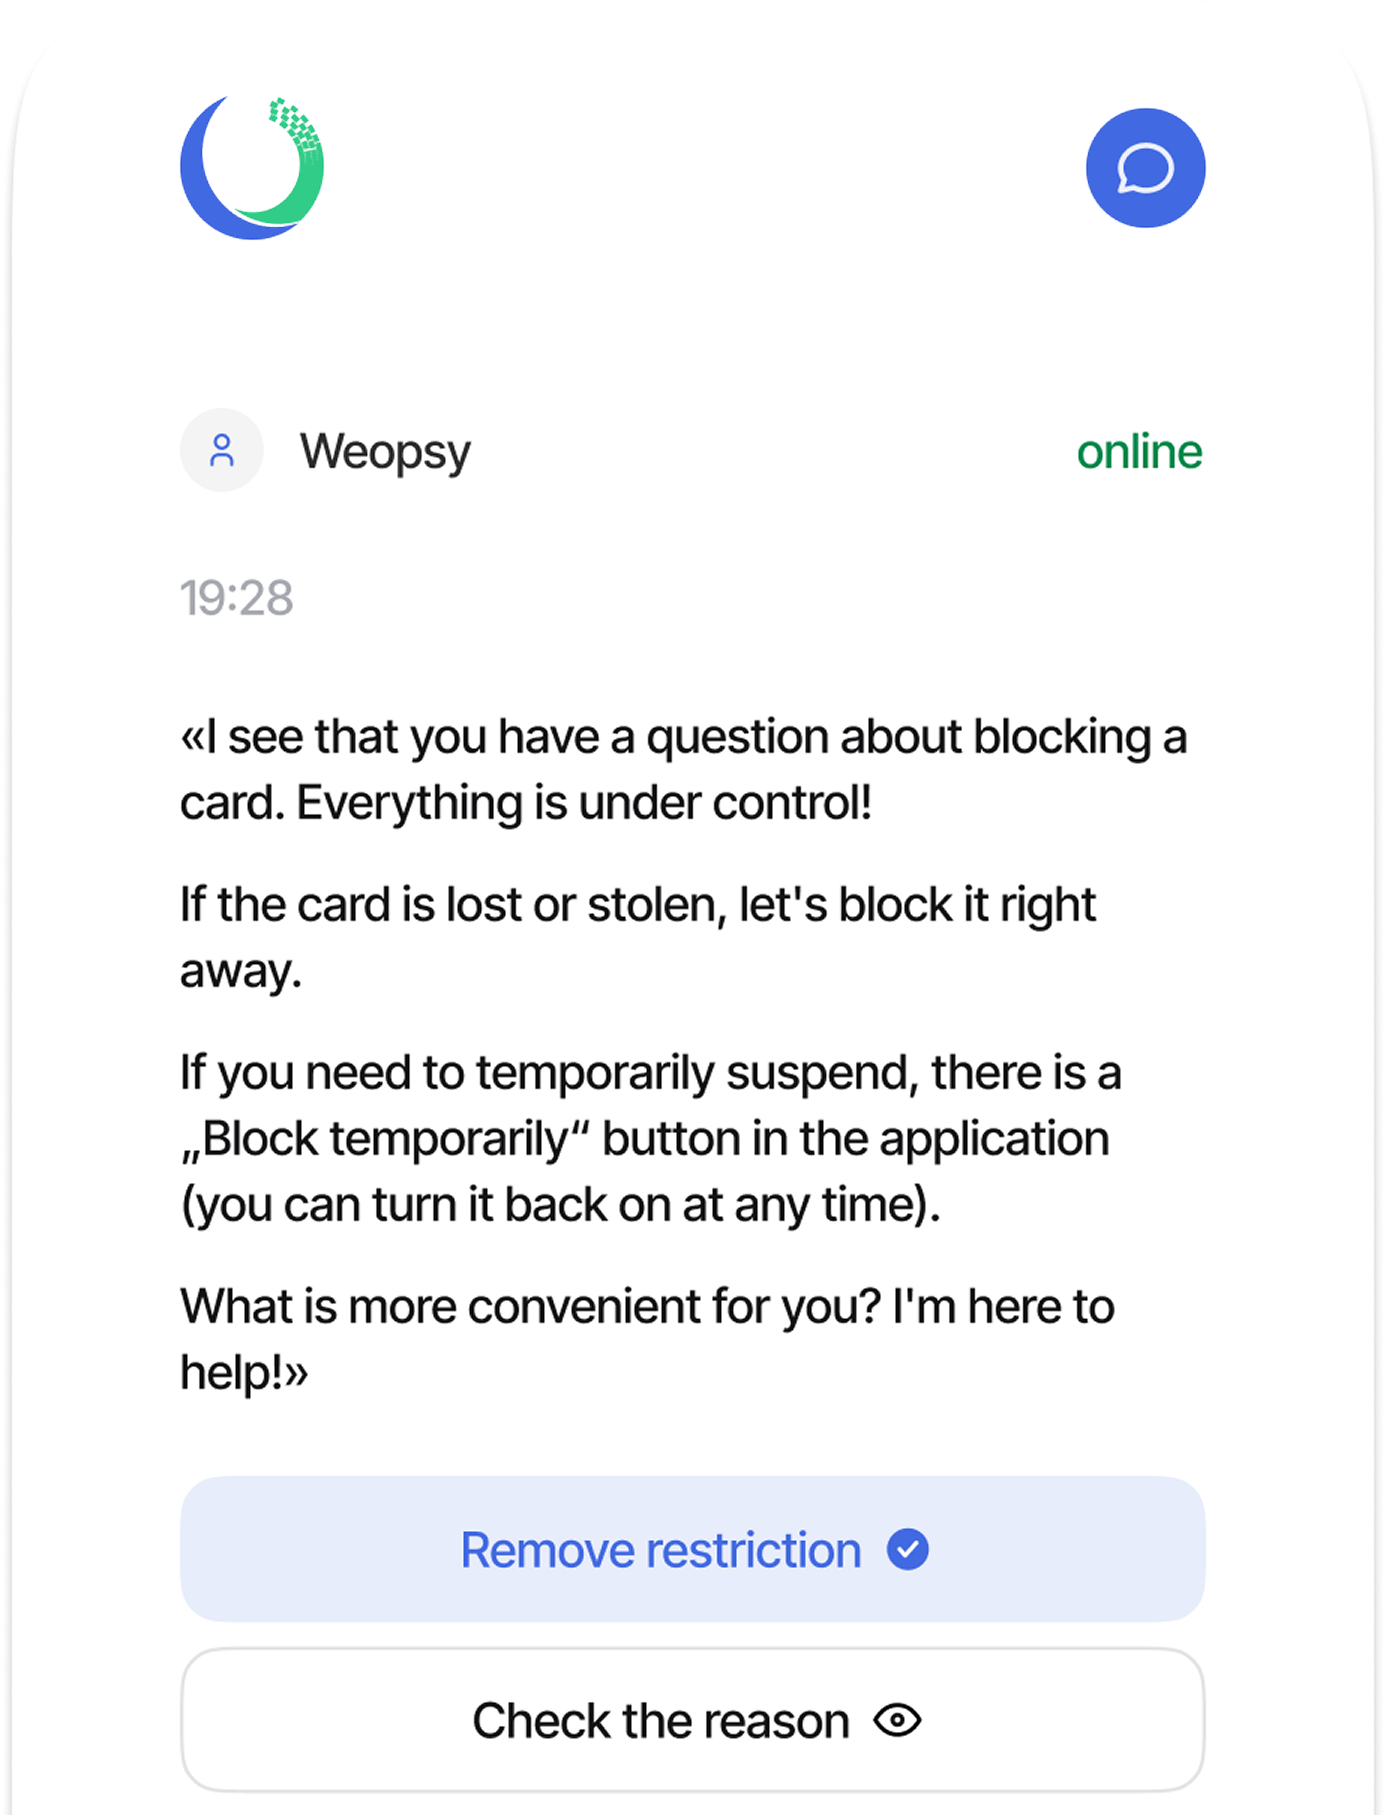 Weopsy
online
19:28
«I see that you have a question about blocking a
card. Everything is under control!
If the card is lost or stolen, let's block it right
away.
If you need to temporarily suspend, there is a
„Block temporarily“ button in the application
(you can turn it back on at any time).
What is more convenient for you? I'm here to
help!»
Remove restriction
Check the reason